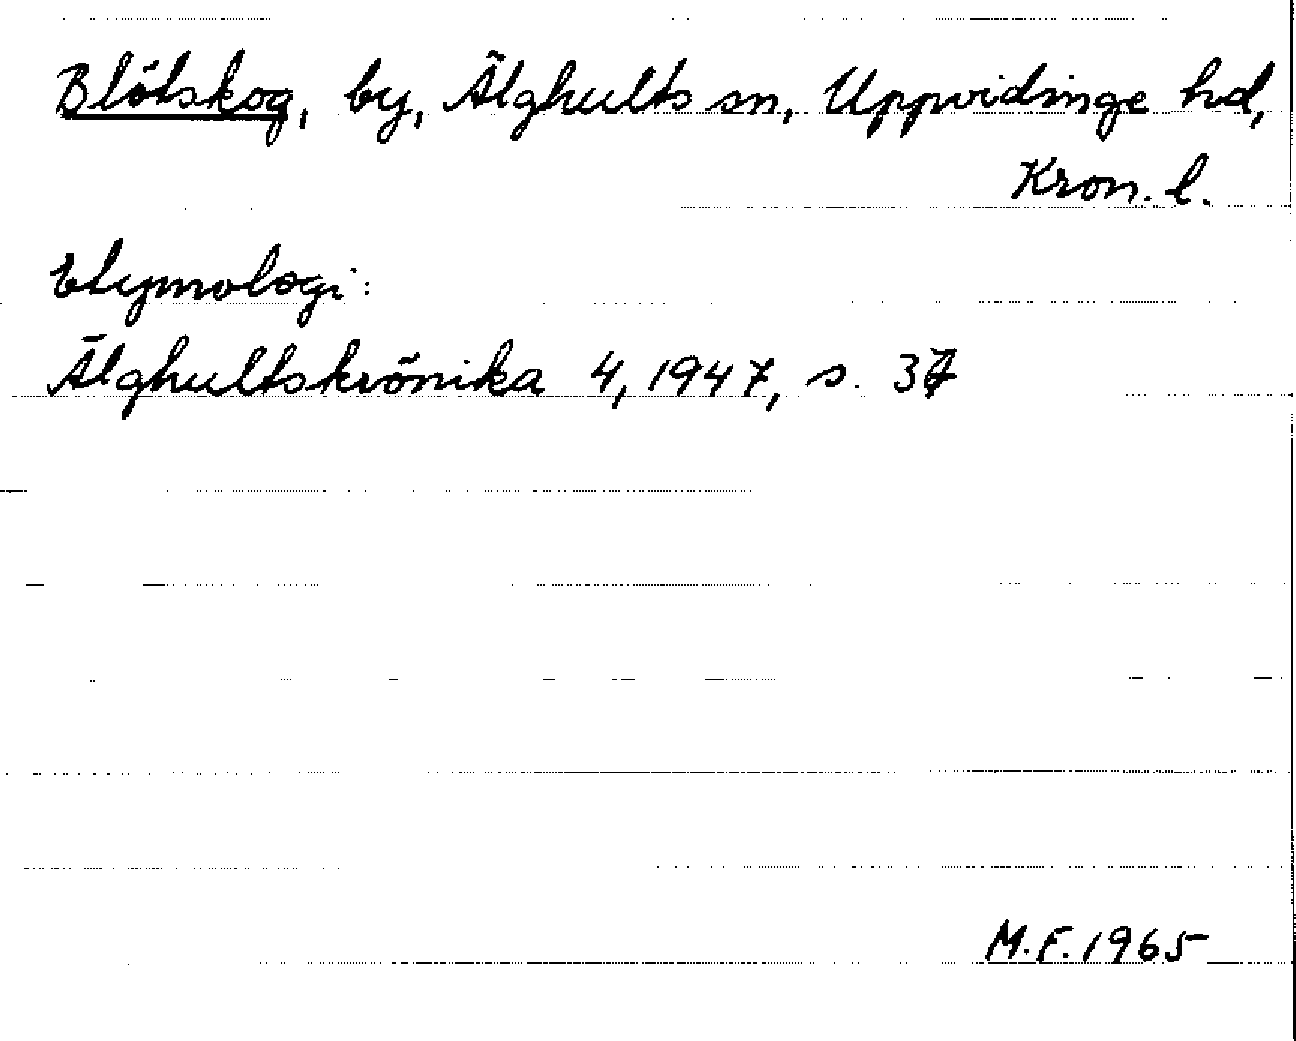 Blötskog, by, Älghults sn, Uppvidinge hd,
Kron. l.
Etymologi:
Älghultskrönika 4, 1947, s. 37
M.F. 1965